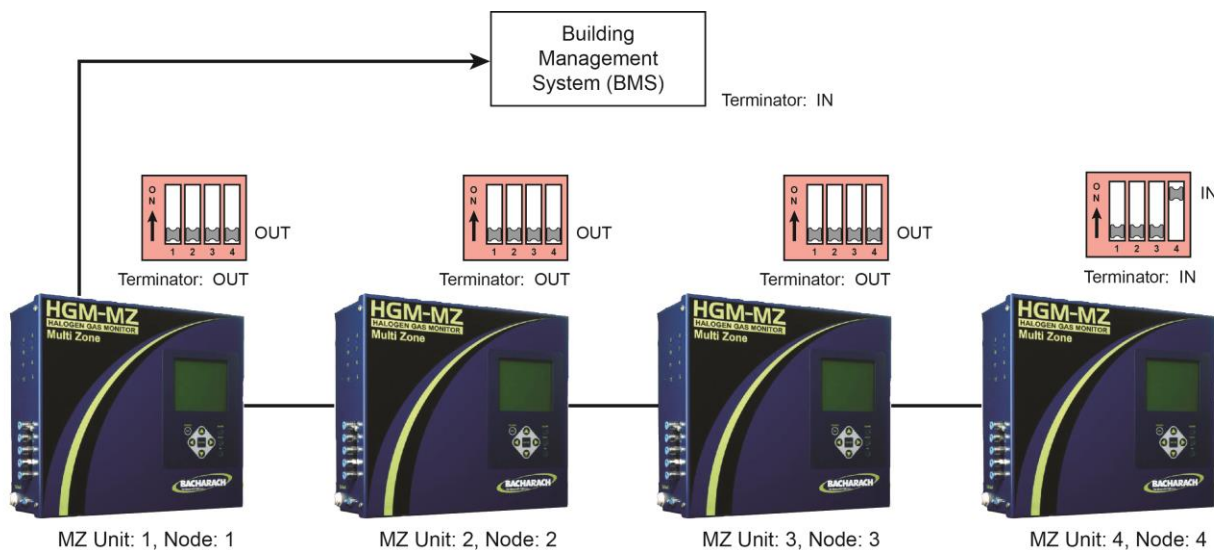 Building
Management
System (BMS)
Terminator: IN
ON
1 2 3 4
OUT
Terminator: OUT
ON
1 2 3 4
OUT
Terminator: OUT
ON
1 2 3 4
OUT
Terminator: OUT
ON
1 2 3 4
IN
Terminator: IN
HGM-MZ
HALOGEN GAS MONITOR
Multi Zone
BACHARACH
MZ Unit: 1, Node: 1
HGM-MZ
HALOGEN GAS MONITOR
Multi Zone
BACHARACH
MZ Unit: 2, Node: 2
HGM-MZ
HALOGEN GAS MONITOR
Multi Zone
BACHARACH
MZ Unit: 3, Node: 3
HGM-MZ
HALOGEN GAS MONITOR
Multi Zone
BACHARACH
MZ Unit: 4, Node: 4